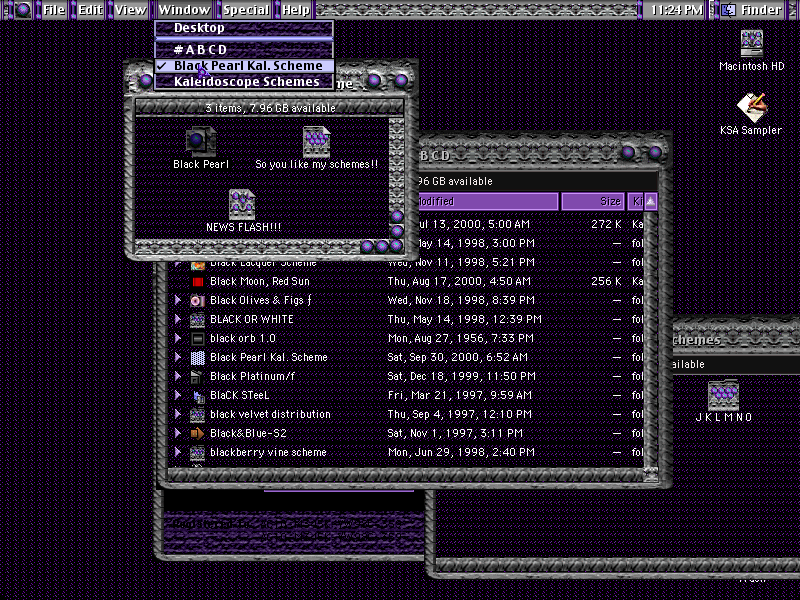 File Edit View Window Special Help 11:24 PM Finder
Desktop
# A B C D
✓ Black Pearl Kal. Scheme
Kaleidoscope Schemes
me
3 items, 7.96 GB available
Black Pearl
So you like my schemes!!
NEWS FLASH!!!
Macintosh HD
KSA Sampler
B C D
96 GB available
odified Size Ki
ul 13, 2000, 5:00 AM 272 K Ka
ay 14, 1998, 3:00 PM — fol
Black Lacquer Scheme Wed, Nov 11, 1998, 5:21 PM — fol
Black Moon, Red Sun Thu, Aug 17, 2000, 4:50 AM 256 K Ka
Black Olives & Figs ƒ Wed, Nov 18, 1998, 8:39 PM — fol
BLACK OR WHITE Thu, May 14, 1998, 12:39 PM — fol
black orb 1.0 Mon, Aug 27, 1956, 7:33 PM — fol
Black Pearl Kal. Scheme Sat, Sep 30, 2000, 6:52 AM — fol
Black Platinum/f Sat, Dec 18, 1999, 11:50 PM — fol
BlaCK STeeL Fri, Mar 21, 1997, 9:59 AM — fol
black velvet distribution Thu, Sep 4, 1997, 12:10 PM — fol
Black&Blue-S2 Sat, Nov 1, 1997, 3:11 PM — fol
blackberry vine scheme Mon, Jun 29, 1998, 2:40 PM — fol
chemes
ailable
J K L M N O